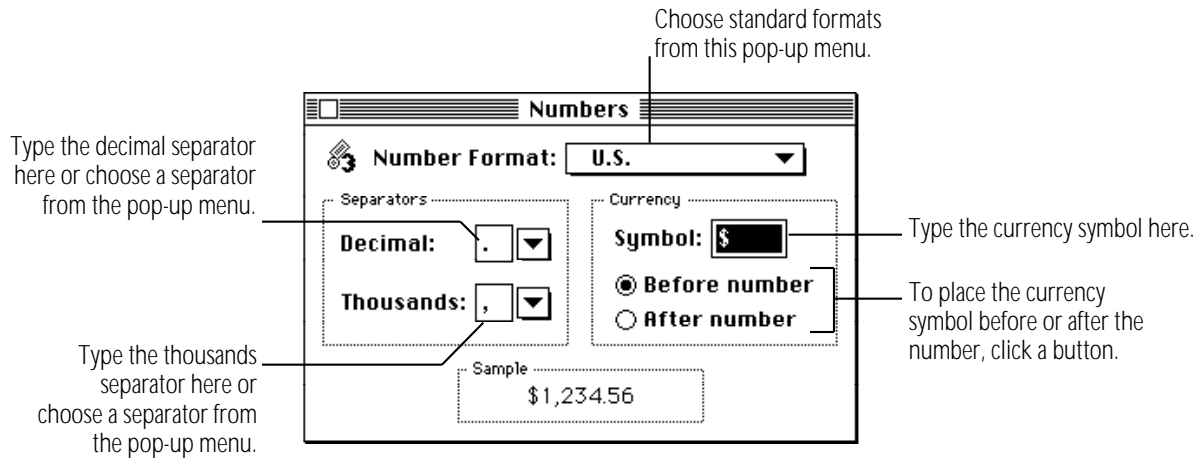 Choose standard formats
from this pop-up menu.
Numbers
Type the decimal separator
here or choose a separator
from the pop-up menu.
3 Number Format: U.S.
Separators
Decimal: .
Thousands: ,
Currency
Symbol: $
Before number
After number
Type the currency symbol here.
To place the currency
symbol before or after the
number, click a button.
Type the thousands
separator here or
choose a separator from
the pop-up menu.
Sample
$1,234.56